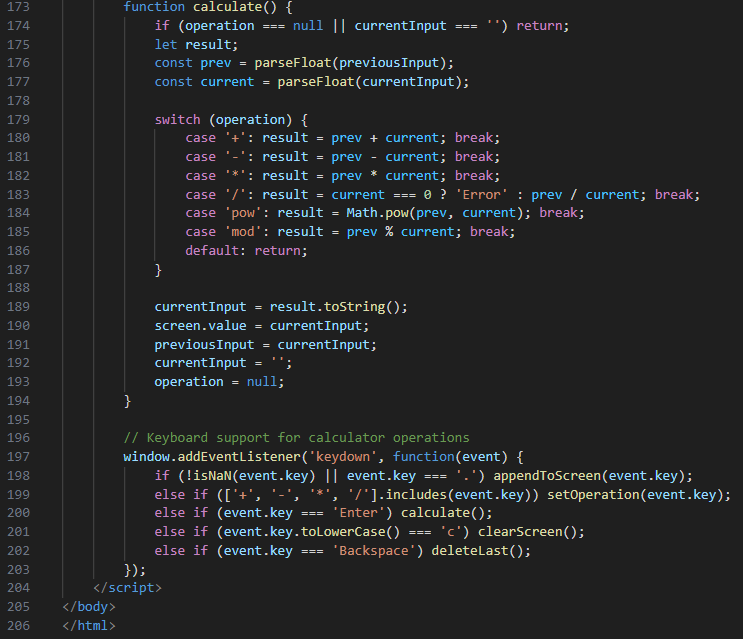 173 function calculate() {
174 if (operation === null || currentInput === '') return;
175 let result;
176 const prev = parseFloat(previousInput);
177 const current = parseFloat(currentInput);
178
179 switch (operation) {
180 case '+': result = prev + current; break;
181 case '-': result = prev - current; break;
182 case '*': result = prev * current; break;
183 case '/': result = current === 0 ? 'Error' : prev / current; break;
184 case 'pow': result = Math.pow(prev, current); break;
185 case 'mod': result = prev % current; break;
186 default: return;
187 }
188
189 currentInput = result.toString();
190 screen.value = currentInput;
191 previousInput = currentInput;
192 currentInput = '';
193 operation = null;
194 }
195
196 // Keyboard support for calculator operations
197 window.addEventListener('keydown', function(event) {
198 if (!isNaN(event.key) || event.key === '.') appendToScreen(event.key);
199 else if (['+', '-', '*', '/'].includes(event.key)) setOperation(event.key);
200 else if (event.key === 'Enter') calculate();
201 else if (event.key.toLowerCase() === 'c') clearScreen();
202 else if (event.key === 'Backspace') deleteLast();
203 });
204 </script>
205 </body>
206 </html>